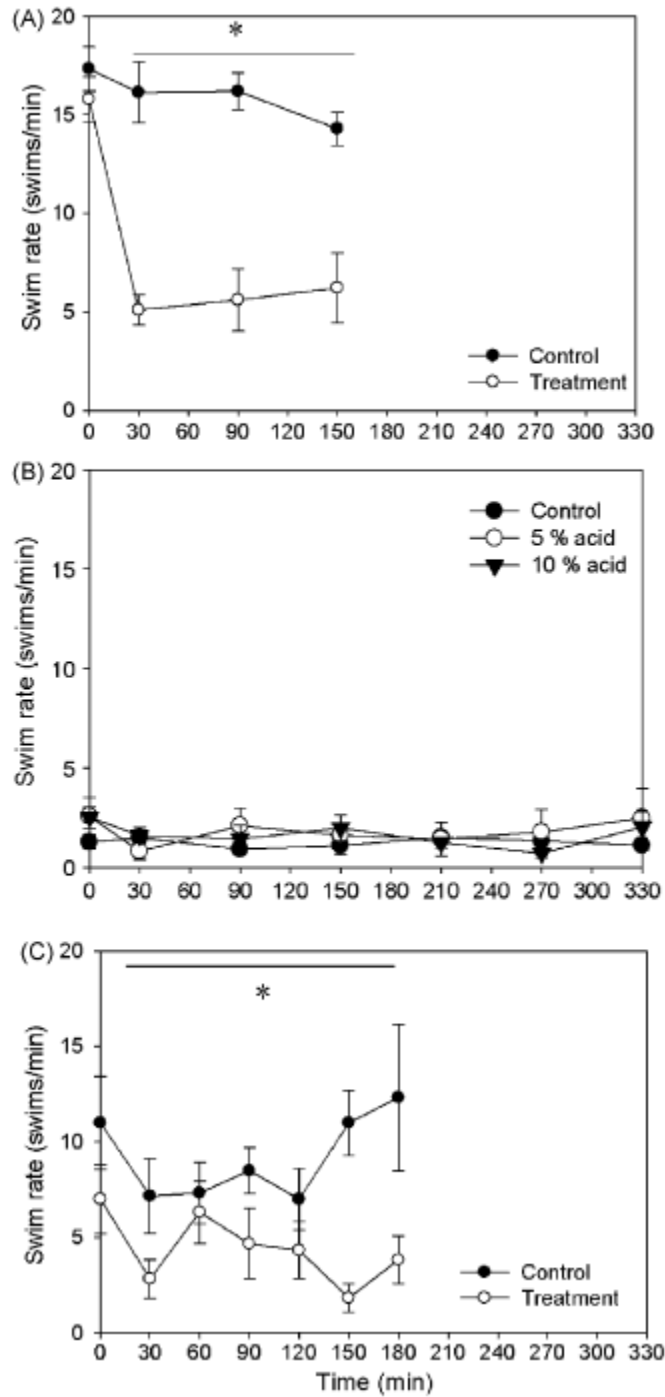 (A)
20
15
10
5
0
Swim rate (swims/min)
*
Control
Treatment
0 30 60 90 120 150 180 210 240 270 300 330
(B)
20
15
10
5
0
Swim rate (swims/min)
Control
5 % acid
10 % acid
0 30 60 90 120 150 180 210 240 270 300 330
(C)
20
15
10
5
0
Swim rate (swims/min)
*
Control
Treatment
0 30 60 90 120 150 180 210 240 270 300 330
Time (min)